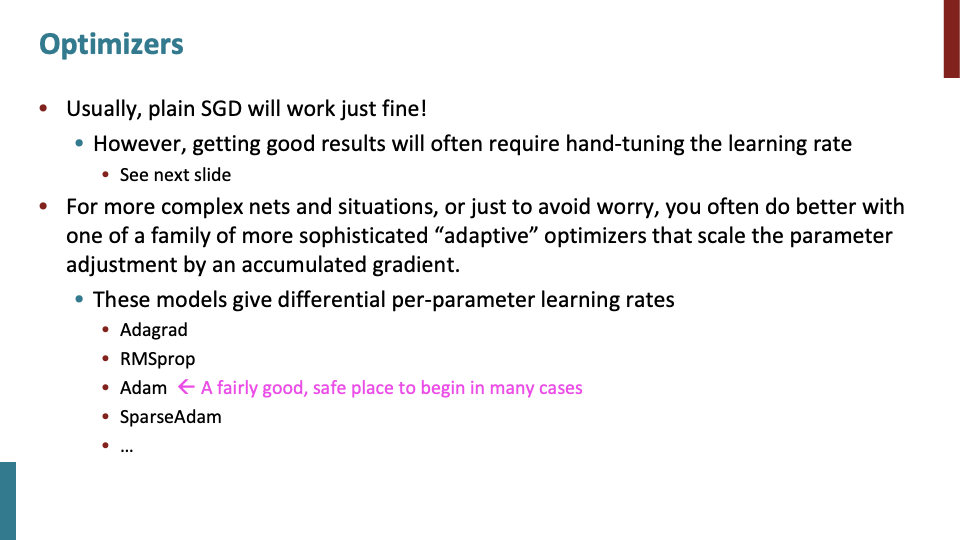 Optimizers
• Usually, plain SGD will work just fine!
• However, getting good results will often require hand-tuning the learning rate
• See next slide
• For more complex nets and situations, or just to avoid worry, you often do better with
one of a family of more sophisticated “adaptive” optimizers that scale the parameter
adjustment by an accumulated gradient.
• These models give differential per-parameter learning rates
• Adagrad
• RMSprop
• Adam ← A fairly good, safe place to begin in many cases
• SparseAdam
• …